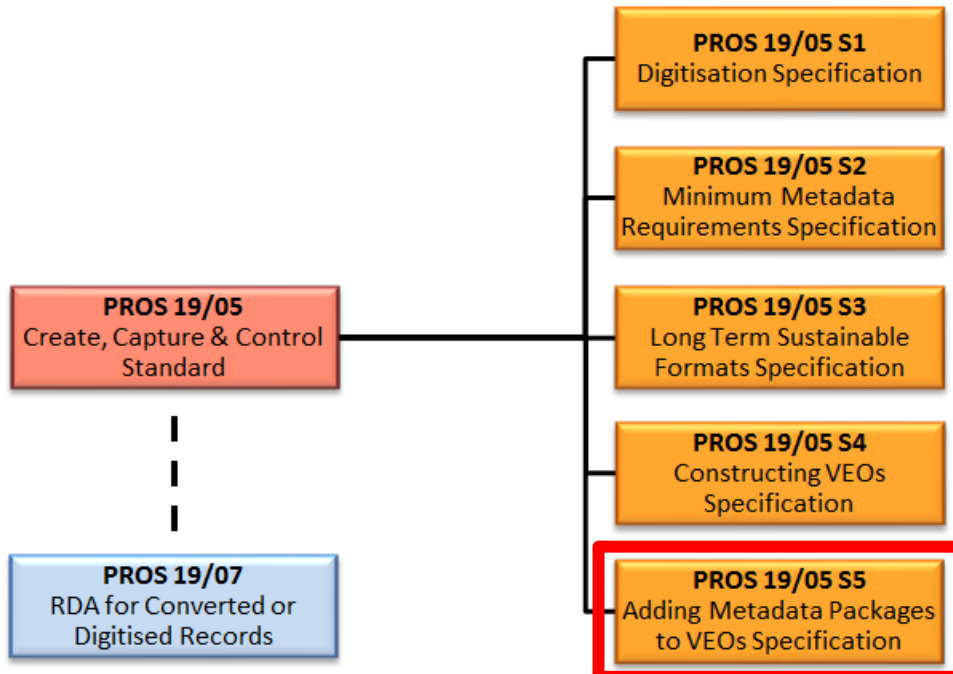 PROS 19/05 S1
Digitisation Specification
PROS 19/05 S2
Minimum Metadata
Requirements Specification
PROS 19/05
Create, Capture & Control
Standard
PROS 19/05 S3
Long Term Sustainable
Formats Specification
PROS 19/05 S4
Constructing VEOs
Specification
PROS 19/07
RDA for Converted or
Digitised Records
PROS 19/05 S5
Adding Metadata Packages
to VEOs Specification